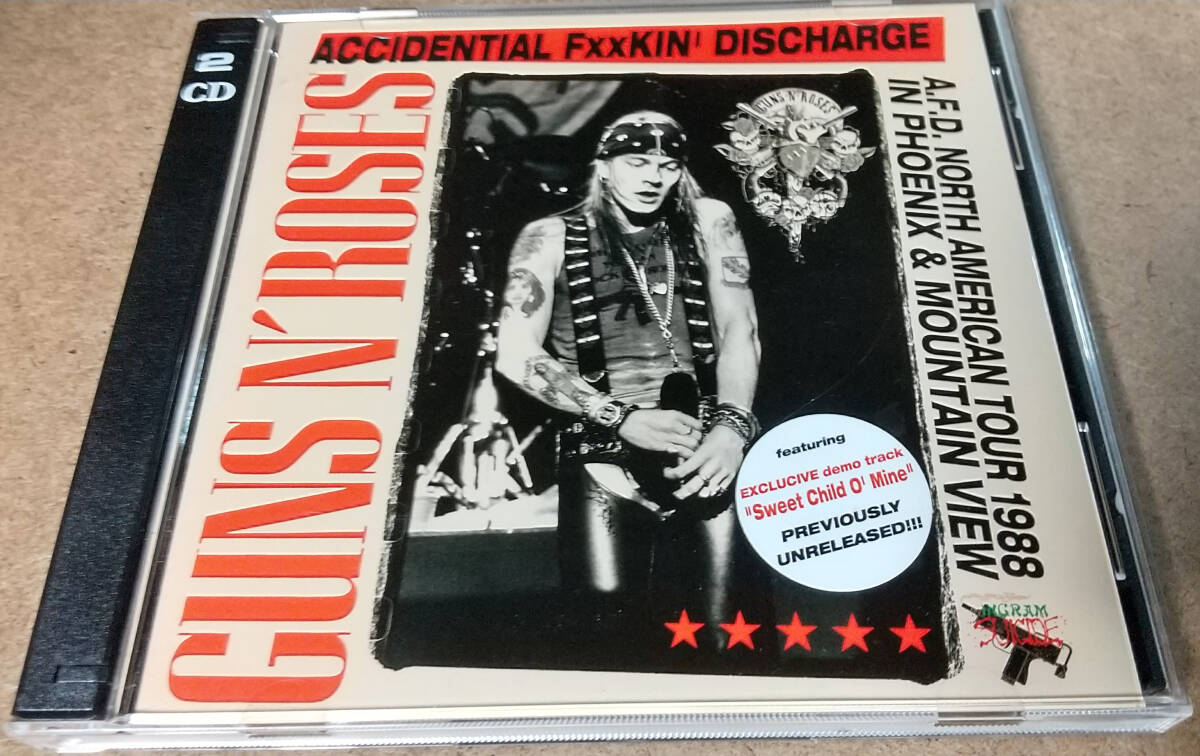 2
CD
ACCIDENTIAL FxxKIN' DISCHARGE
GUNS N' ROSES
GUNS N' ROSES
A.F.D. NORTH AMERICAN TOUR 1988
IN PHOENIX & MOUNTAIN VIEW
featuring
EXCLUCIVE demo track
"Sweet Child O' Mine"
PREVIOUSLY
UNRELEASED!!!
INGRAM
SUICIDE